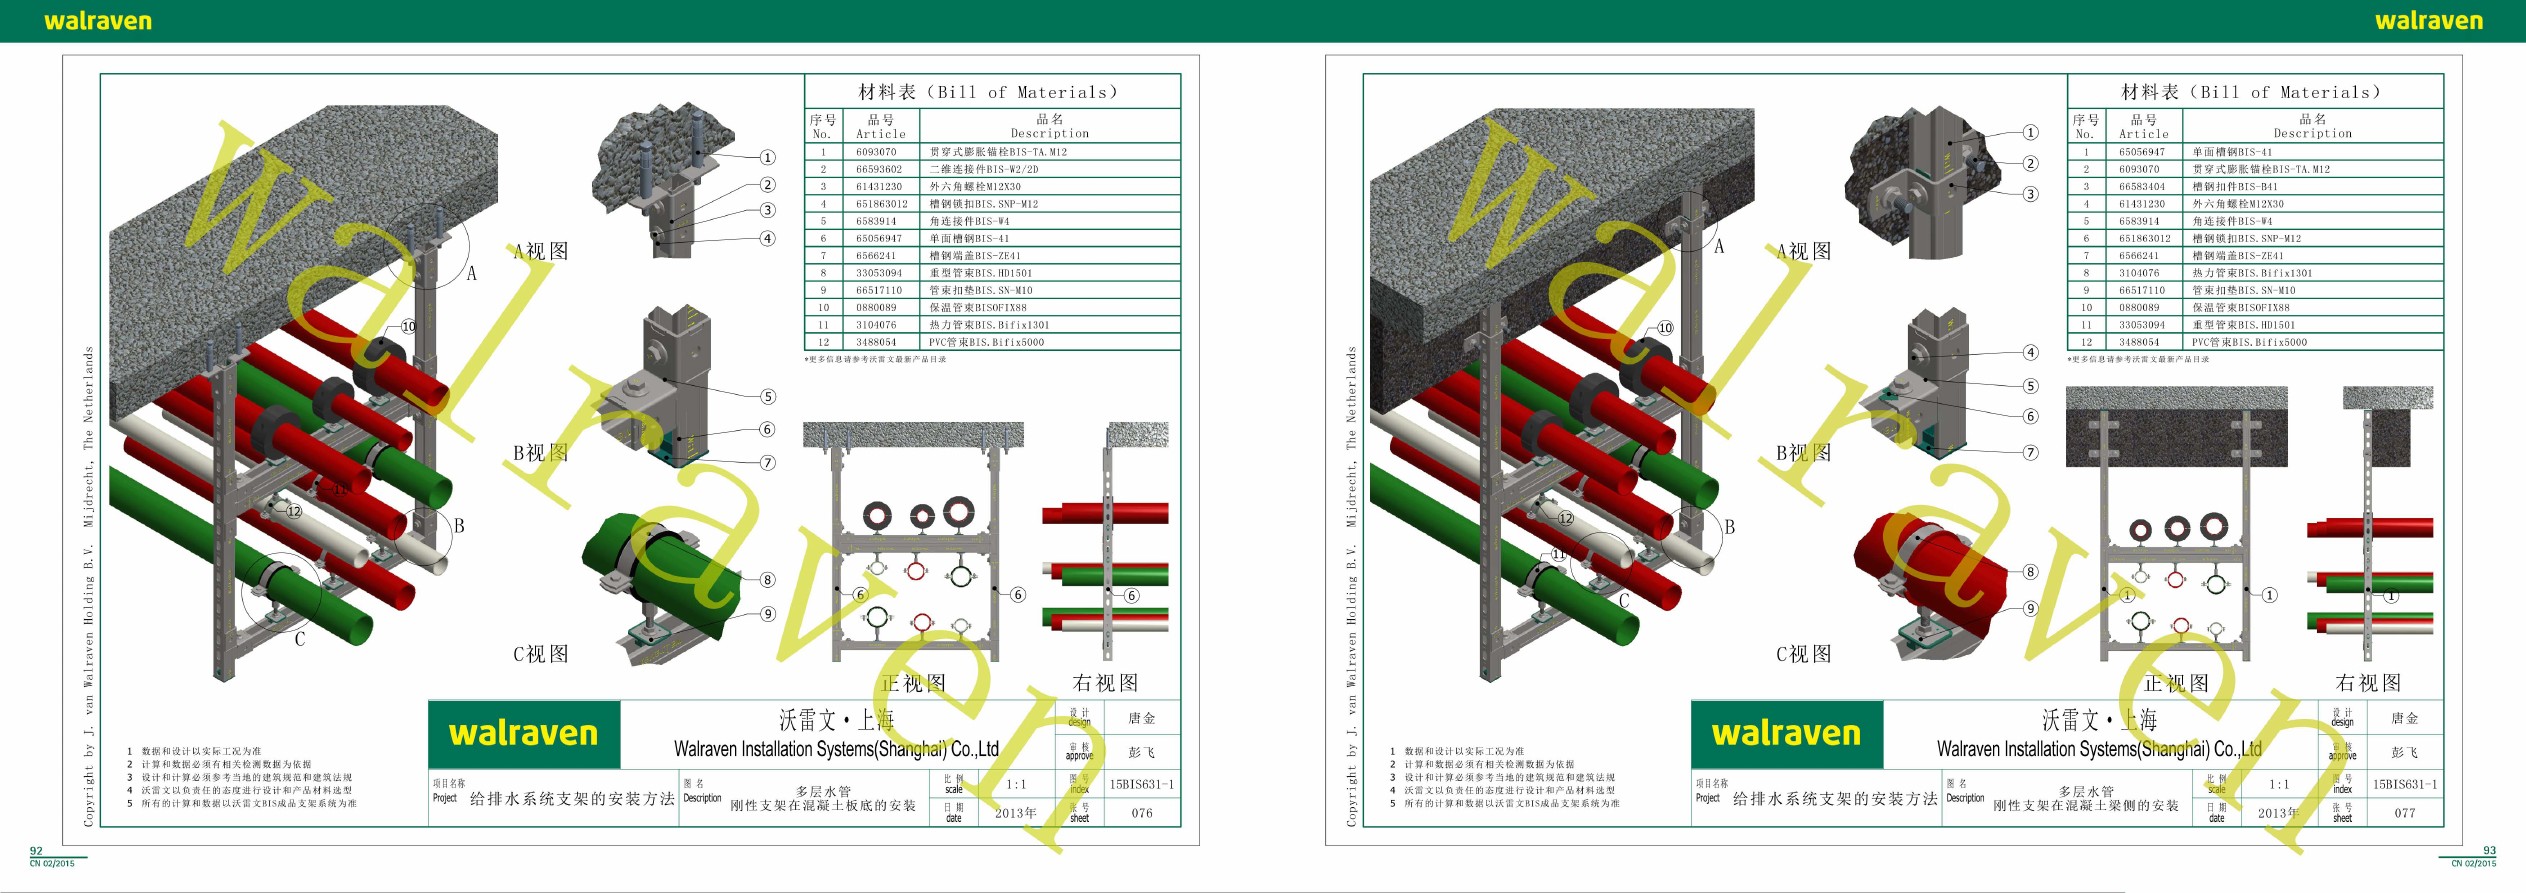 walraven
walraven
材料表（Bill of Materials）
序号 品号 品名
No. Article Description
1 6093070 贯穿式膨胀锚栓BIS-TA.M12
2 66593602 二维连接件BIS-W2/2D
3 61431230 外六角螺栓M12X30
4 651863012 槽钢锁扣BIS.SNP-M12
5 6583914 角连接件BIS-W4
6 65056947 单面槽钢BIS-41
7 6566241 槽钢端盖BIS-ZE41
8 33053094 重型管束BIS.HD1501
9 66517110 管束扣垫BIS.SN-M10
10 0880089 保温管束BISOFIX88
11 3104076 热力管束BIS.Bifix1301
12 3488054 PVC管束BIS.Bifix5000
*更多信息请参考沃雷文最新产品目录
1
2
3
4
A视图
A
10
5
6
7
B视图
11
12
B
8
9
C视图
C
6
6
6
正视图
右视图
walraven
Copyright by J. van Walraven Holding B.V. Mijdrecht, The Netherlands
1 数据和设计以实际工况为准
2 计算和数据必须有相关检测数据为依据
3 设计和计算必须参考当地的建筑规范和建筑法规
4 沃雷文以负责任的态度进行设计和产品材料选型
5 所有的计算和数据以沃雷文BIS成品支架系统为准
walraven
沃雷文•上海
Walraven Installation Systems(Shanghai) Co.,Ltd
设计 design 唐金
审核 approve 彭飞
项目名称 Project 给排水系统支架的安装方法
图名 Description 多层水管
刚性支架在混凝土板底的安装
比例 scale 1:1
图号 index 15BIS631-1
日期 date 2013年
张号 sheet 076
92
CN 02/2015
材料表（Bill of Materials）
序号 品号 品名
No. Article Description
1 65056947 单面槽钢BIS-41
2 6093070 贯穿式膨胀锚栓BIS-TA.M12
3 66583404 槽钢扣件BIS-B41
4 61431230 外六角螺栓M12X30
5 6583914 角连接件BIS-W4
6 651863012 槽钢锁扣BIS.SNP-M12
7 6566241 槽钢端盖BIS-ZE41
8 3104076 热力管束BIS.Bifix1301
9 66517110 管束扣垫BIS.SN-M10
10 0880089 保温管束BISOFIX88
11 33053094 重型管束BIS.HD1501
12 3488054 PVC管束BIS.Bifix5000
*更多信息请参考沃雷文最新产品目录
1
2
3
A视图
A
10
4
5
6
7
B视图
12
11
B
8
9
C视图
C
1
1
1
正视图
右视图
walraven
Copyright by J. van Walraven Holding B.V. Mijdrecht, The Netherlands
1 数据和设计以实际工况为准
2 计算和数据必须有相关检测数据为依据
3 设计和计算必须参考当地的建筑规范和建筑法规
4 沃雷文以负责任的态度进行设计和产品材料选型
5 所有的计算和数据以沃雷文BIS成品支架系统为准
walraven
沃雷文•上海
Walraven Installation Systems(Shanghai) Co.,Ltd
设计 design 唐金
审核 approve 彭飞
项目名称 Project 给排水系统支架的安装方法
图名 Description 多层水管
刚性支架在混凝土梁侧的安装
比例 scale 1:1
图号 index 15BIS631-1
日期 date 2013年
张号 sheet 077
93
CN 02/2015